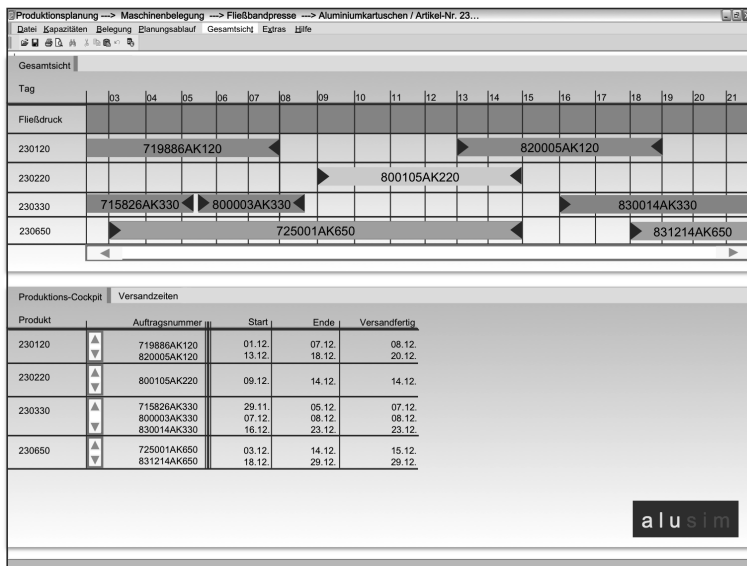 Produktionsplanung ---> Maschinenbelegung ---> Fließbandpresse ---> Aluminiumkartuschen / Artikel-Nr. 23…
Datei Kapazitäten Belegung Planungsablauf Gesamtsicht Extras Hilfe
Gesamtsicht
Tag 03 04 05 06 07 08 09 10 11 12 13 14 15 16 17 18 19 20 21
Fließdruck
230120 719886AK120 820005AK120
230220 800105AK220
230330 715826AK330 800003AK330 830014AK330
230650 725001AK650 831214AK650
Produktions-Cockpit Versandzeiten
Produkt Auftragsnummer Start Ende Versandfertig
230120 719886AK120 01.12. 07.12. 08.12.
820005AK120 13.12. 18.12. 20.12.
230220 800105AK220 09.12. 14.12. 14.12.
230330 715826AK330 29.11. 05.12. 07.12.
800003AK330 07.12. 08.12. 08.12.
830014AK330 16.12. 23.12. 23.12.
230650 725001AK650 03.12. 14.12. 15.12.
831214AK650 18.12. 29.12. 29.12.
alusim